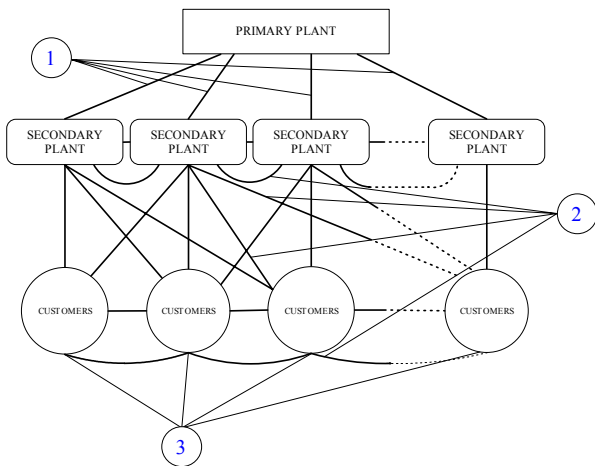 PRIMARY PLANT
1
SECONDARY
PLANT
SECONDARY
PLANT
SECONDARY
PLANT
SECONDARY
PLANT
2
CUSTOMERS
CUSTOMERS
CUSTOMERS
CUSTOMERS
3